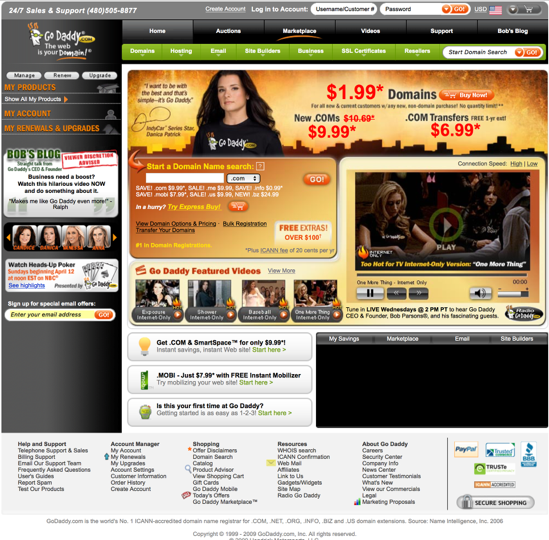 24/7 Sales & Support (480)505-8877
Create Account
Log In to Account:
Username/Customer #
Password
GO!
USD
Go Daddy.COM
The web
is your Domain!®
Home
Auctions
Marketplace
Videos
Support
Bob's Blog
Domains
Hosting
Email
Site Builders
Business
SSL Certificates
Resellers
Start Domain Search
GO!
Manage
Renew
Upgrade
MY PRODUCTS
Show All My Products
MY ACCOUNT
MY RENEWALS & UPGRADES
BOB'S BLOG
VIEWER DISCRETION
ADVISED
Straight talk from
Go Daddy's CEO & Founder
Business need a boost?
Watch this hilarious video NOW
and do something about it.
"Makes me like Go Daddy even more!" -
Ralph
CANDICE
DANICA
VANESSA
ANNA
Watch Heads-Up Poker
Sundays beginning April 12
at noon EST on NBC®
See highlights
Presented by
Go Daddy.com
Sign up for special email offers:
Enter your email address
GO!
"I want to be
with the best and that's
simple—it's Go Daddy."
IndyCar® Series Star,
Danica Patrick
$1.99* Domains
Buy Now!
For all new & current customers w/any new, non-domain purchase! No quantity limit! **
New .COMs $10.69*
$9.99*
.COM Transfers FREE 1-yr ext!
$6.99*
Start a Domain Name search:
.com
GO!
SAVE! .com $9.99*, SALE! .me $9.99, SAVE! .info $0.99*
SAVE! .mobi $7.99*, SALE! .us $9.99, NEW! .bz $24.99
In a hurry? Try Express Buy!
View Domain Options & Pricing
Bulk Registration
Transfer Your Domains
FREE EXTRAS!
OVER $100†
#1 in Domain Registrations.
*Plus ICANN fee of 20 cents per yr
Go Daddy Featured Videos
View More
Exposure
Internet-Only
Shower
Internet-Only
Baseball
Internet-Only
One More Thing
Internet-Only
Connection Speed: High | Low
PLAY
INTERNET
ONLY
Too Hot for TV Internet-Only Version: "One More Thing"
One More Thing - Internet Only
00:00
Tune in LIVE Wednesdays @ 2 PM PT to hear Go Daddy
CEO & Founder, Bob Parsons®, and his fascinating guests.
Radio
Go Daddy
Get .COM & SmartSpace™ for only $9.99*!
Instant savings, instant Web site! Start here >
.MOBI - Just $7.99* with FREE Instant Mobilizer
Try mobilizing your web site! Start here >
Is this your first time at Go Daddy?
Getting started is as easy as 1-2-3! Start here >
My Savings
Marketplace
Email
Site Builders
Help and Support
Telephone Support & Sales
Billing Support
Email Our Support Team
Frequently Asked Questions
User's Guides
Report Spam
Test Our Products
Account Manager
My Account
My Renewals
My Upgrades
Account Settings
Customer Information
Order History
Create Account
Shopping
Offer Disclaimers
Domain Search
Catalog
Product Advisor
View Shopping Cart
Gift Cards
Go Daddy Mobile
Today's Offers
Go Daddy Marketplace™
Resources
WHOIS search
ICANN Confirmation
Web Mail
Affiliates
Link to Us
Gadgets/Widgets
Site Map
Radio Go Daddy
About Go Daddy
Careers
Security Center
Company Info
News Center
Customer Testimonials
What's New
View our Commercials
Legal
Marketing Proposals
PayPal
Trusted
BBB
TRUSTe
ICANN ACCREDITED
SECURE SHOPPING
GoDaddy.com is the world's No. 1 ICANN-accredited domain name registrar for .COM, .NET, .ORG, .INFO, .BIZ and .US domain extensions. Source: Name Intelligence, Inc. 2006
Copyright © 1999 - 2009 GoDaddy.com, Inc. All rights reserved.